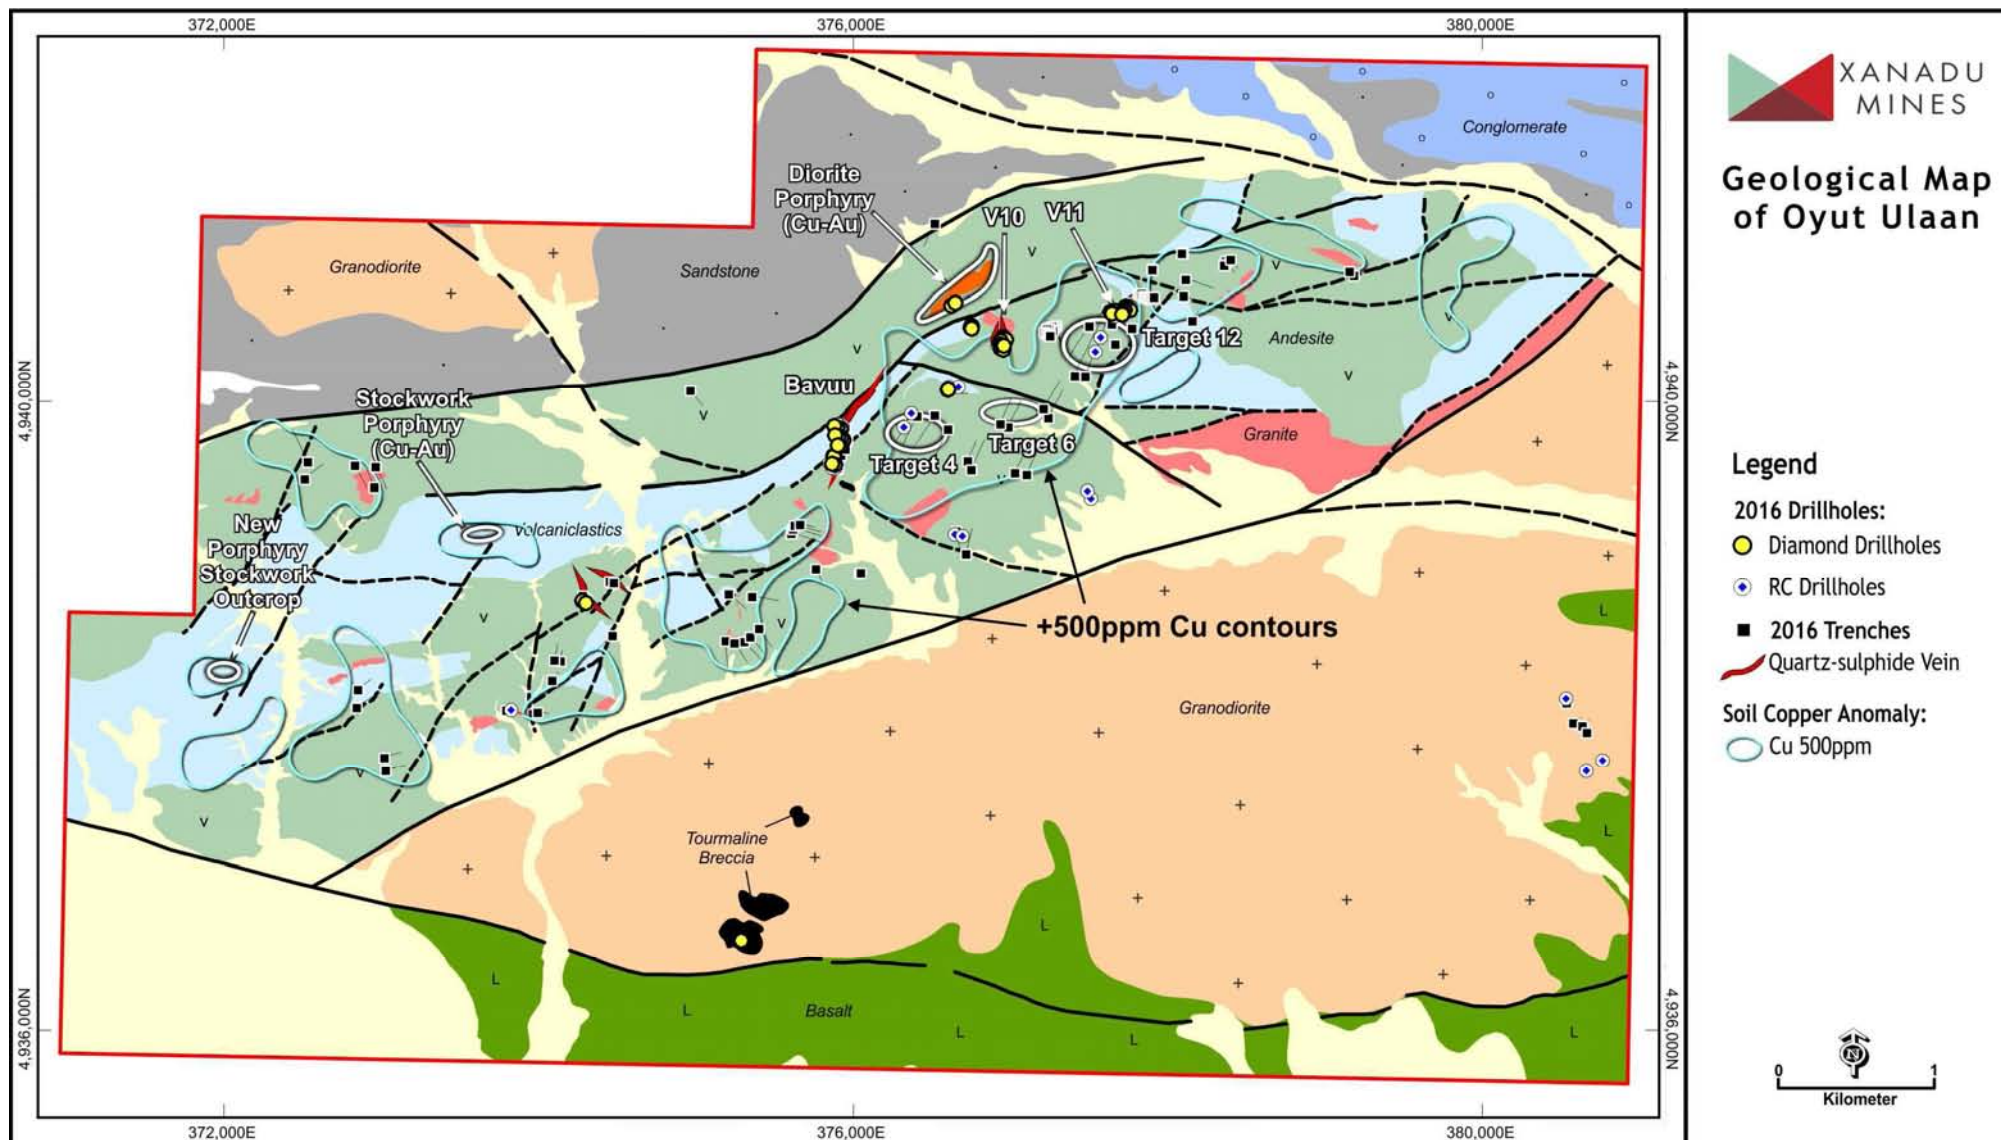 372,000E
376,000E
380,000E
XANADU
MINES
Geological Map
of Oyut Ulaan
Conglomerate
Diorite
Porphyry
(Cu-Au)
V10
V11
Granodiorite
Sandstone
Target 12
Andesite
Bavuu
Stockwork
Porphyry
(Cu-Au)
4,940,000N
4,940,000N
Granite
Target 6
Target 4
Legend
2016 Drillholes:
Diamond Drillholes
RC Drillholes
2016 Trenches
Quartz-sulphide Vein
Soil Copper Anomaly:
Cu 500ppm
New
Porphyry
Stockwork
Outcrop
Volcaniclastics
+500ppm Cu contours
Granodiorite
Tourmaline
Breccia
Basalt
4,936,000N
4,936,000N
N
0 1
Kilometer
372,000E
376,000E
380,000E